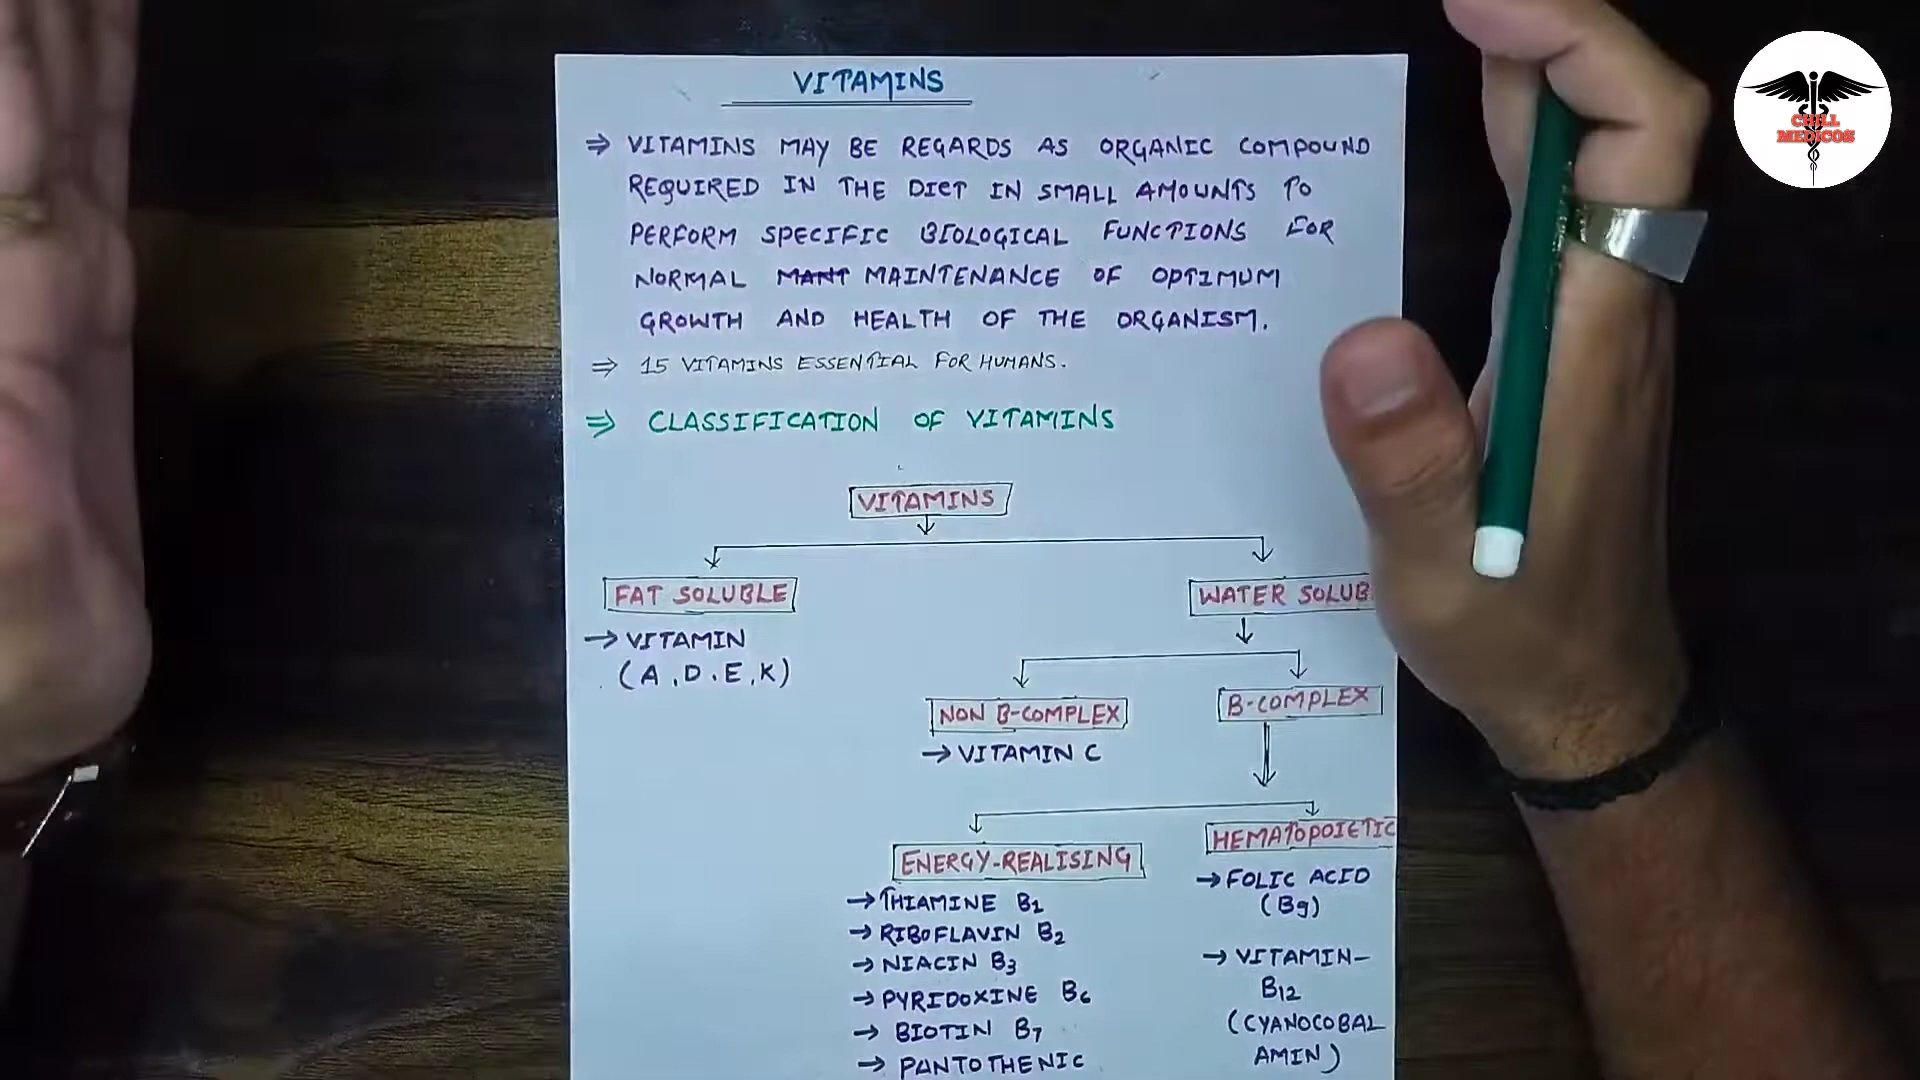 VITAMINS
⇒ VITAMINS MAY BE REGARDS AS ORGANIC COMPOUND
REQUIRED IN THE DIET IN SMALL AMOUNTS TO
PERFORM SPECIFIC BIOLOGICAL FUNCTIONS FOR
NORMAL MANT MAINTENANCE OF OPTIMUM
GROWTH AND HEALTH OF THE ORGANISM.
⇒ 15 VITAMINS ESSENTIAL FOR HUMANS.
⇒ CLASSIFICATION OF VITAMINS
VITAMINS
FAT SOLUBLE
→ VITAMIN
(A, D, E, K)
WATER SOLUB
NON B-COMPLEX
→ VITAMIN C
B-COMPLEX
ENERGY-REALISING
→ THIAMINE B1
→ RIBOFLAVIN B2
→ NIACIN B3
→ PYRIDOXINE B6
→ BIOTIN B7
→ PANTOTHENIC
HEMATOPOIETIC
→ FOLIC ACID
(B9)
→ VITAMIN-
B12
(CYANOCOBAL
AMIN)
CHILL
MEDICOS